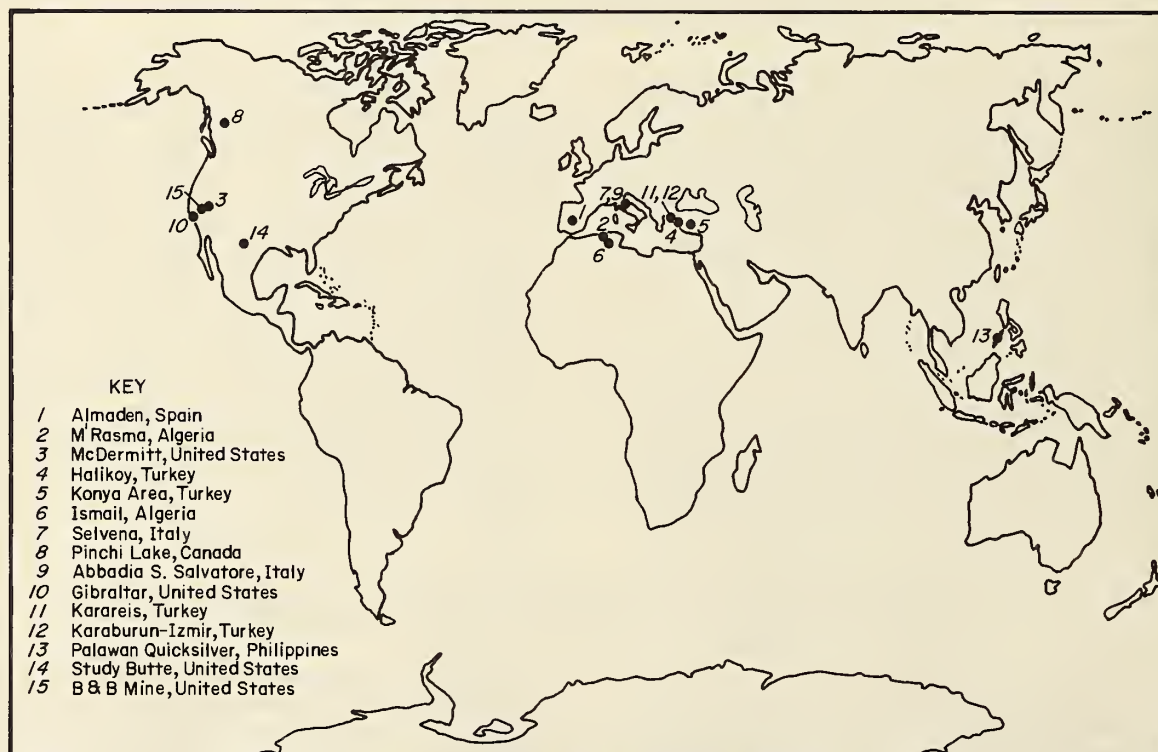 8
15
3
10
14
7,9
11, 12
1
2
4
5
6
13
KEY
1 Almaden, Spain
2 M'Rasma, Algeria
3 McDermitt, United States
4 Halikoy, Turkey
5 Konya Area, Turkey
6 Ismail, Algeria
7 Selvena, Italy
8 Pinchi Lake, Canada
9 Abbadia S. Salvatore, Italy
10 Gibraltar, United States
11 Karareis, Turkey
12 Karaburun-Izmir, Turkey
13 Palawan Quicksilver, Philippines
14 Study Butte, United States
15 B & B Mine, United States